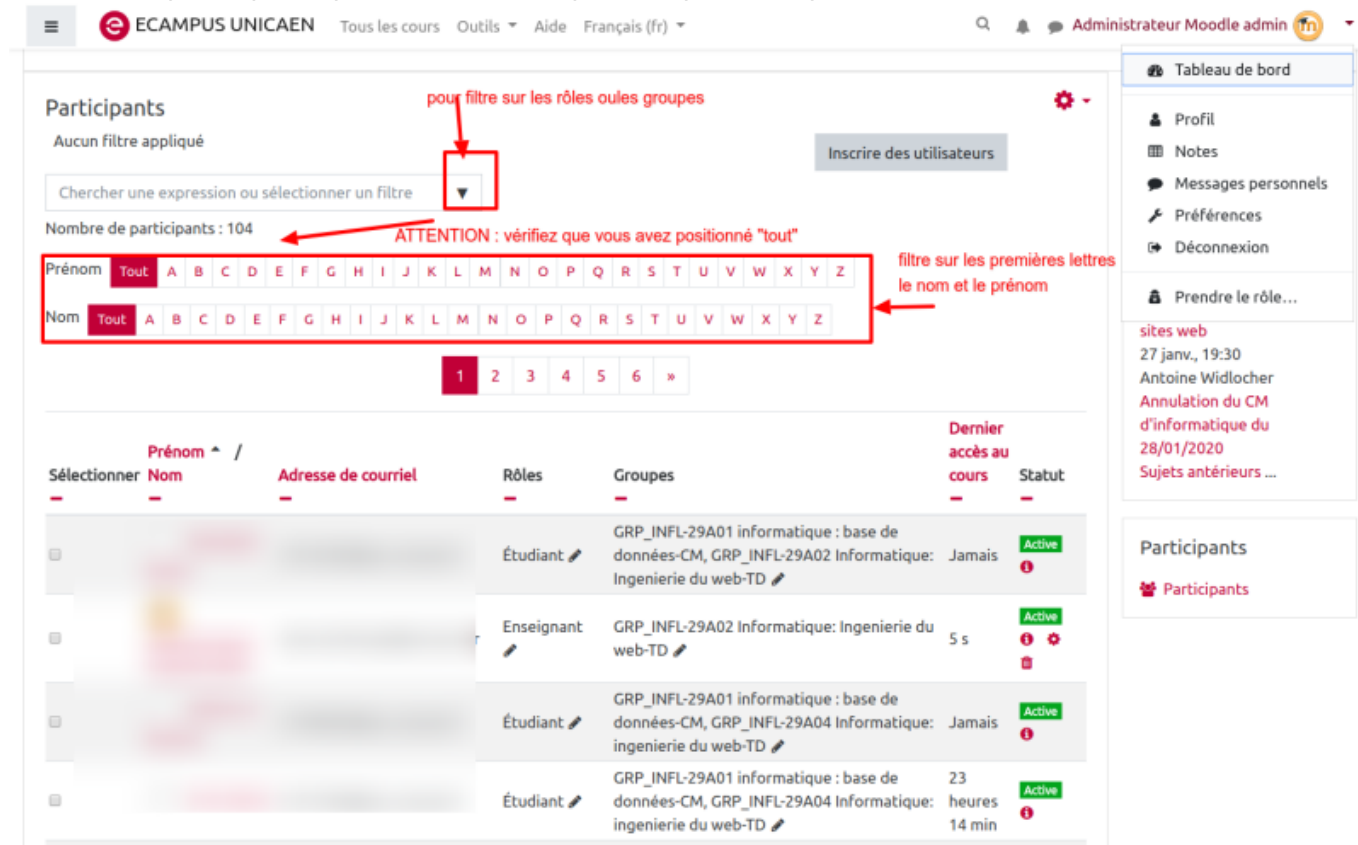 ECAMPUS UNICAEN Tous les cours Outils Aide Français (fr) Administrateur Moodle admin
Tableau de bord
Profil
Notes
Messages personnels
Préférences
Déconnexion
Prendre le rôle...
Participants
pour filtre sur les rôles oules groupes
Aucun filtre appliqué
Inscrire des utilisateurs
Chercher une expression ou sélectionner un filtre
Nombre de participants : 104
ATTENTION : vérifiez que vous avez positionné "tout"
filtre sur les premières lettres
le nom et le prénom
Prénom Tout A B C D E F G H I J K L M N O P Q R S T U V W X Y Z
Nom Tout A B C D E F G H I J K L M N O P Q R S T U V W X Y Z
1 2 3 4 5 6 »
sites web
27 janv., 19:30
Antoine Widlocher
Annulation du CM
d'informatique du
28/01/2020
Sujets antérieurs ...
Participants
Participants
Dernier
Prénom / accès au
Sélectionner Nom Adresse de courriel Rôles Groupes cours Statut
GRP_INFL-29A01 informatique : base de
Étudiant données-CM, GRP_INFL-29A02 Informatique: Jamais Active
Ingenierie du web-TD
Enseignant GRP_INFL-29A02 Informatique: Ingenierie du 5 s Active
web-TD
GRP_INFL-29A01 informatique : base de
Étudiant données-CM, GRP_INFL-29A04 Informatique: Jamais Active
ingenierie du web-TD
GRP_INFL-29A01 informatique : base de 23
Étudiant données-CM, GRP_INFL-29A04 Informatique: heures Active
ingenierie du web-TD 14 min